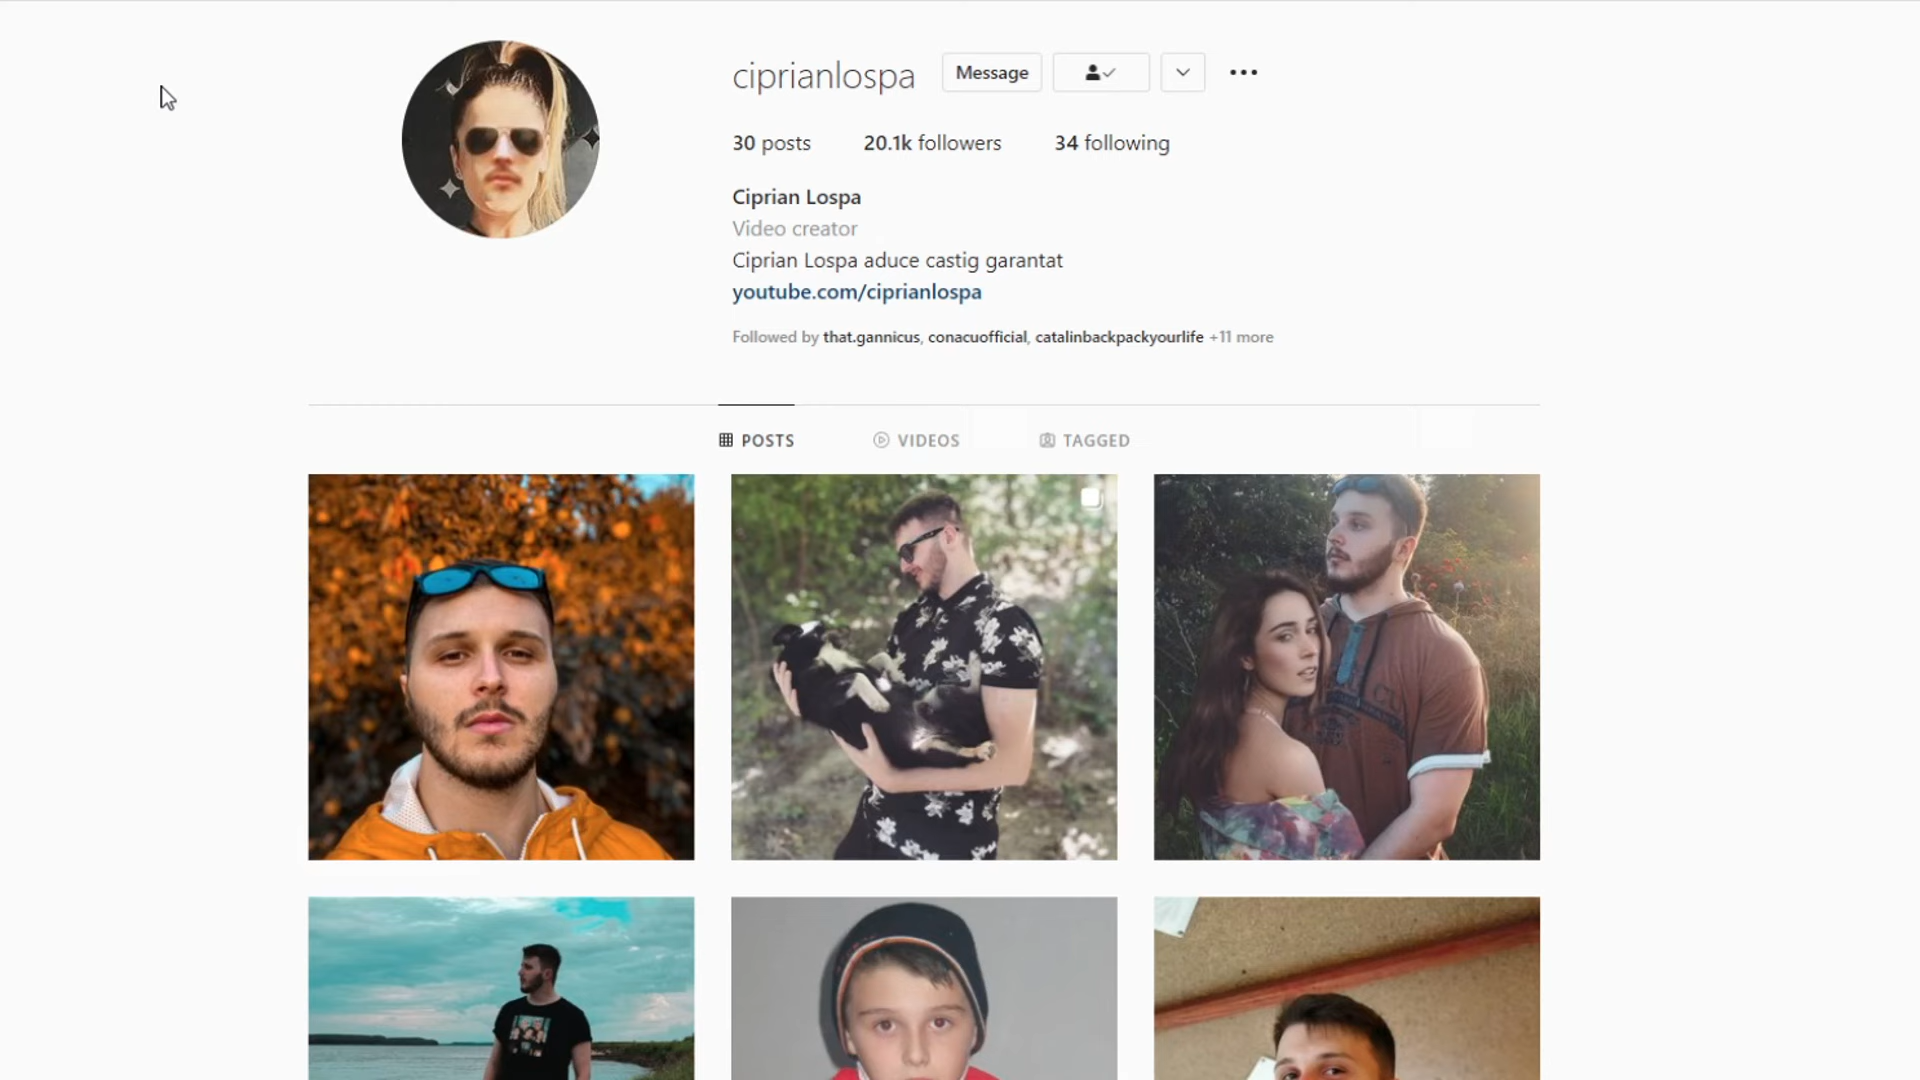 ciprianlospa
Message
30 posts 20.1k followers 34 following
Ciprian Lospa
Video creator
Ciprian Lospa aduce castig garantat
youtube.com/ciprianlospa
Followed by that.gannicus, conacuofficial, catalinbackpackyourlife +11 more
POSTS VIDEOS TAGGED